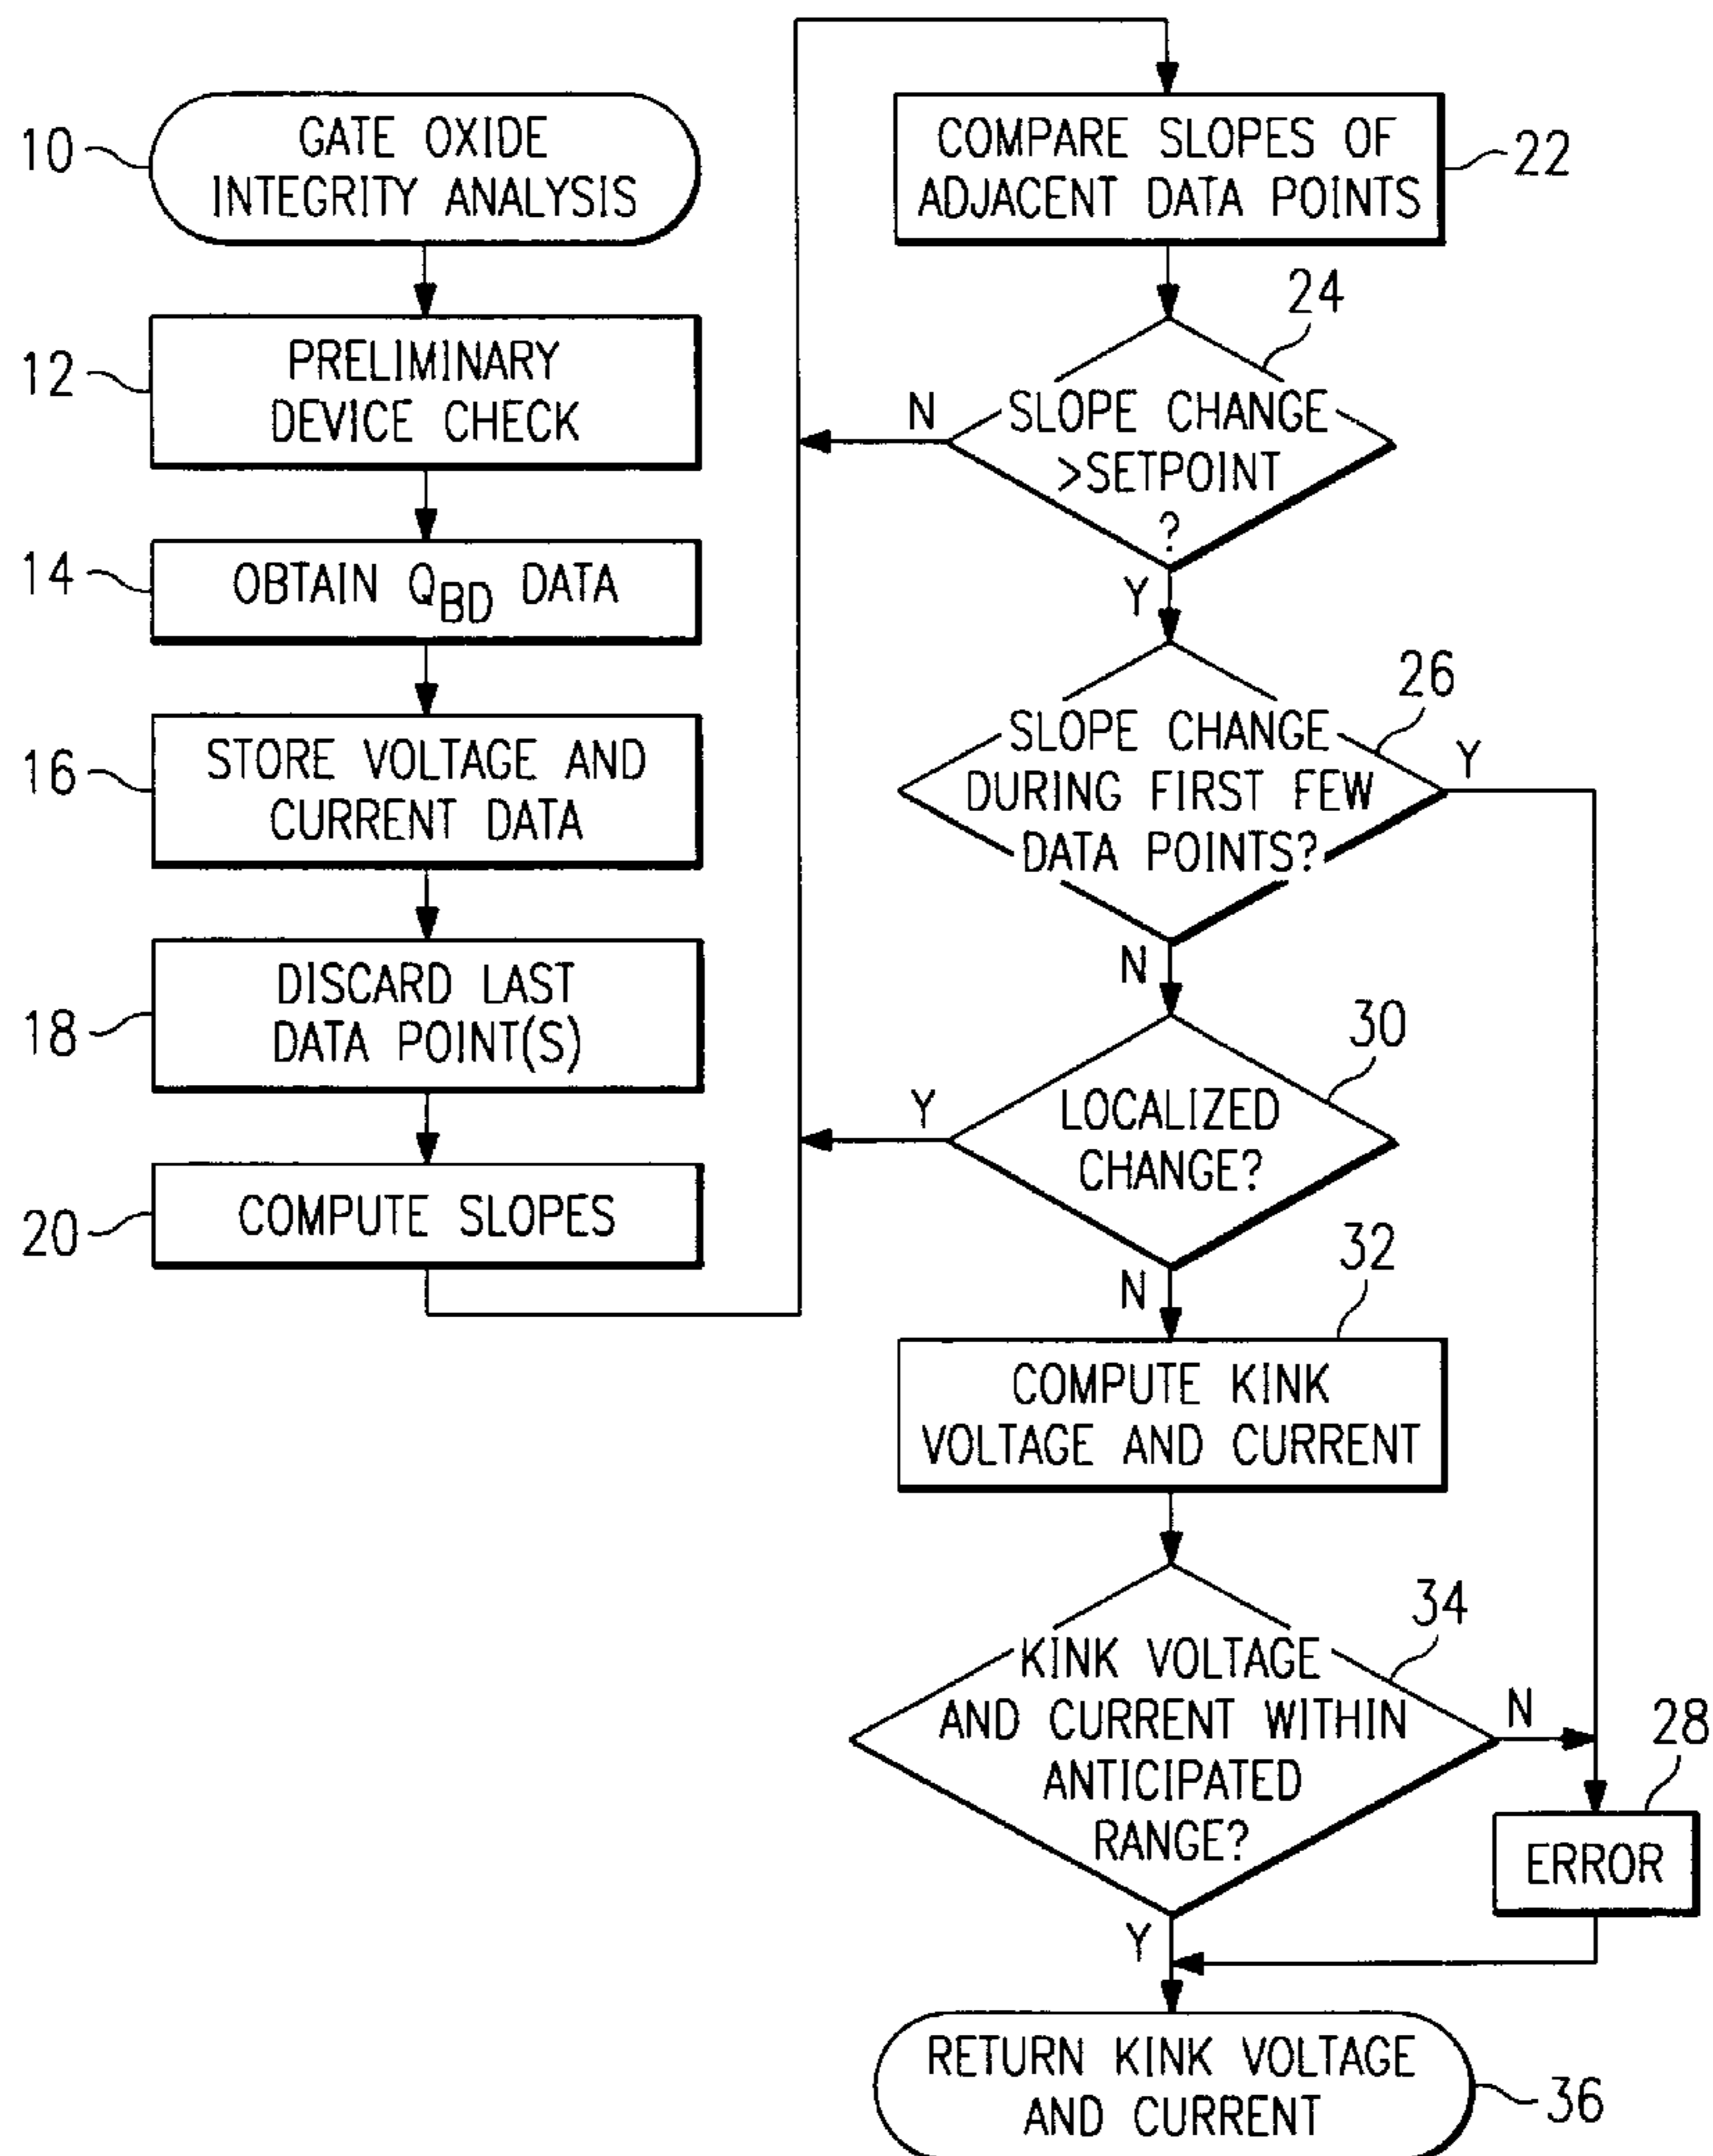 10
GATE OXIDE
INTEGRITY ANALYSIS
12
PRELIMINARY
DEVICE CHECK
14
OBTAIN QBD DATA
16
STORE VOLTAGE AND
CURRENT DATA
18
DISCARD LAST
DATA POINT(S)
20
COMPUTE SLOPES
COMPARE SLOPES OF
ADJACENT DATA POINTS
22
24
N
SLOPE CHANGE
>SETPOINT
?
Y
26
SLOPE CHANGE
DURING FIRST FEW
DATA POINTS?
Y
N
30
Y
LOCALIZED
CHANGE?
N
32
COMPUTE KINK
VOLTAGE AND CURRENT
34
KINK VOLTAGE
AND CURRENT WITHIN
ANTICIPATED
RANGE?
N
28
ERROR
Y
RETURN KINK VOLTAGE
AND CURRENT
36